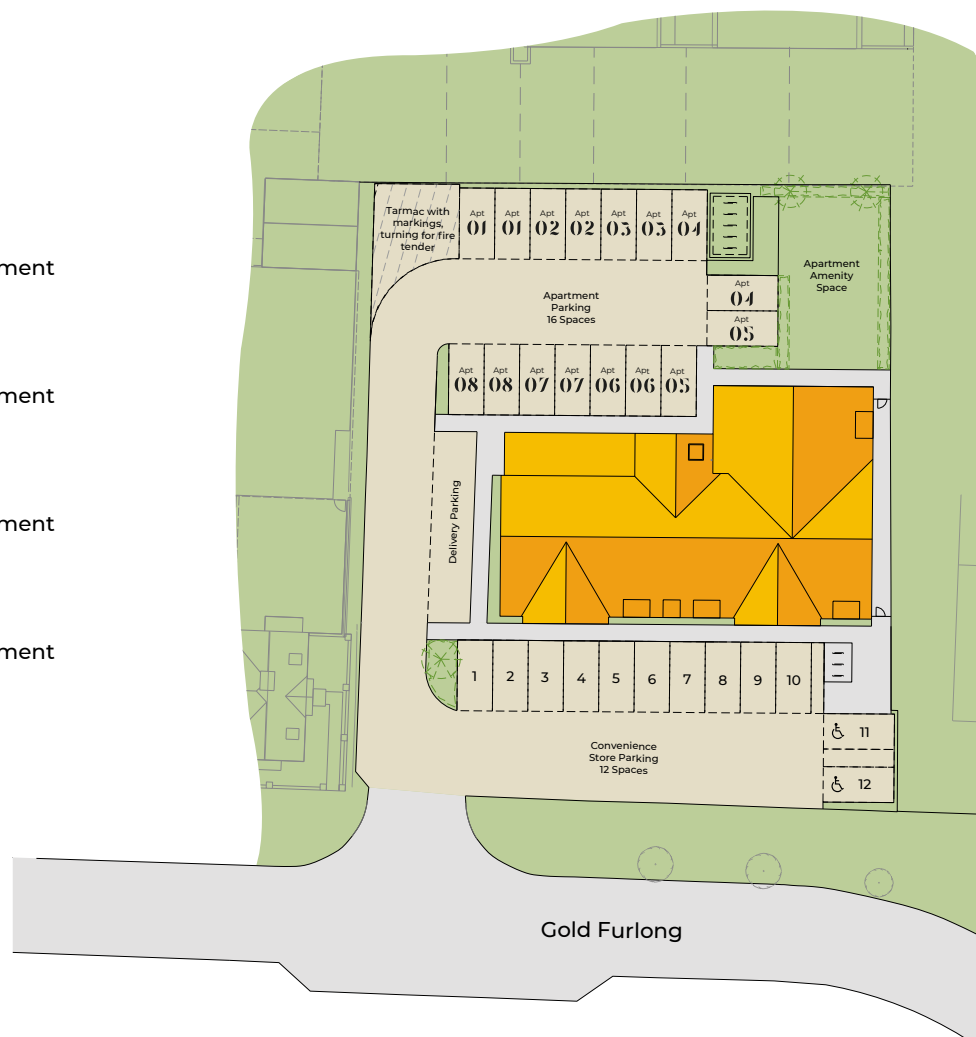 ment
ment
ment
ment
Tarmac with
markings,
turning for fire
tender
Apt
01
Apt
01
Apt
02
Apt
02
Apt
03
Apt
03
Apt
04
Apt
04
Apt
05
Apartment
Amenity
Space
Apartment
Parking
16 Spaces
Apt
08
Apt
08
Apt
07
Apt
07
Apt
06
Apt
06
Apt
05
Delivery Parking
1
2
3
4
5
6
7
8
9
10
11
12
Convenience
Store Parking
12 Spaces
Gold Furlong